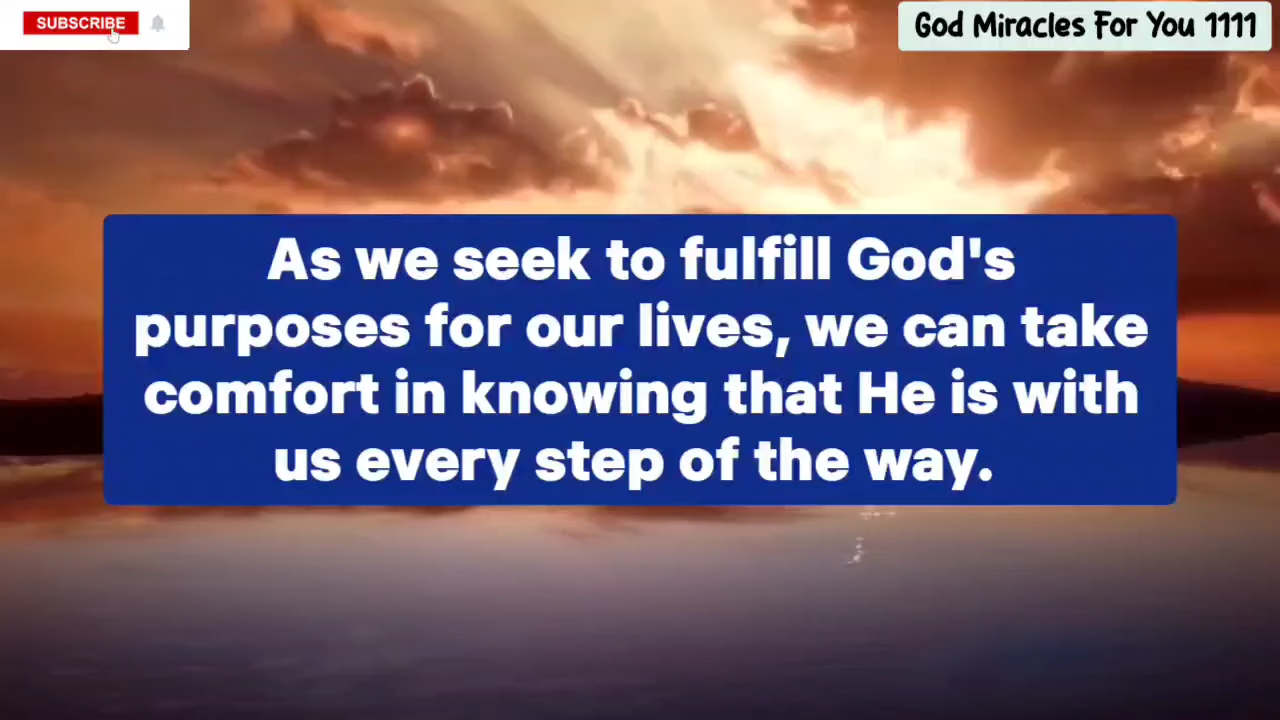 SUBSCRIBE
God Miracles For You 1111
As we seek to fulfill God's
purposes for our lives, we can take
comfort in knowing that He is with
us every step of the way.